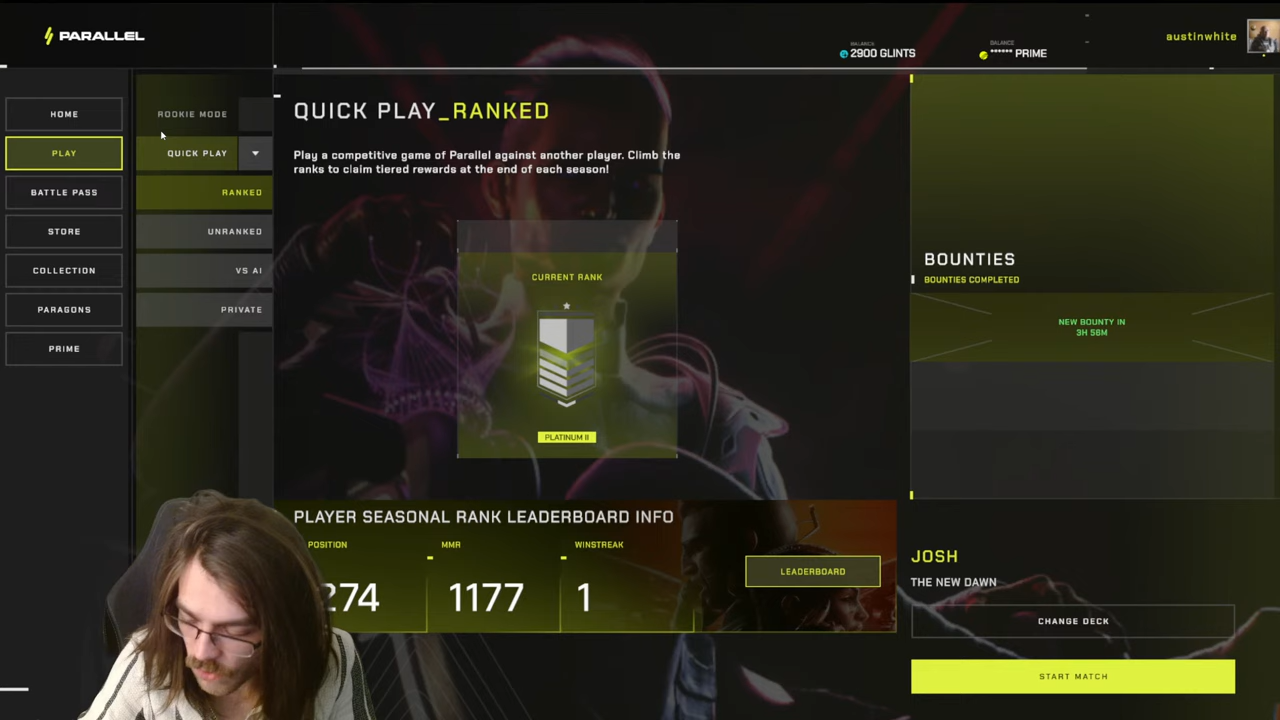 PARALLEL
BALANCE
2900 GLINTS
BALANCE
****** PRIME
austinwhite
HOME
PLAY
BATTLE PASS
STORE
COLLECTION
PARAGONS
PRIME
ROOKIE MODE
QUICK PLAY
RANKED
UNRANKED
VS AI
PRIVATE
QUICK PLAY_RANKED
Play a competitive game of Parallel against another player. Climb the
ranks to claim tiered rewards at the end of each season!
CURRENT RANK
PLATINUM II
BOUNTIES
BOUNTIES COMPLETED
NEW BOUNTY IN
3H 56M
PLAYER SEASONAL RANK LEADERBOARD INFO
POSITION
274
MMR
1177
WINSTREAK
1
LEADERBOARD
JOSH
THE NEW DAWN
CHANGE DECK
START MATCH